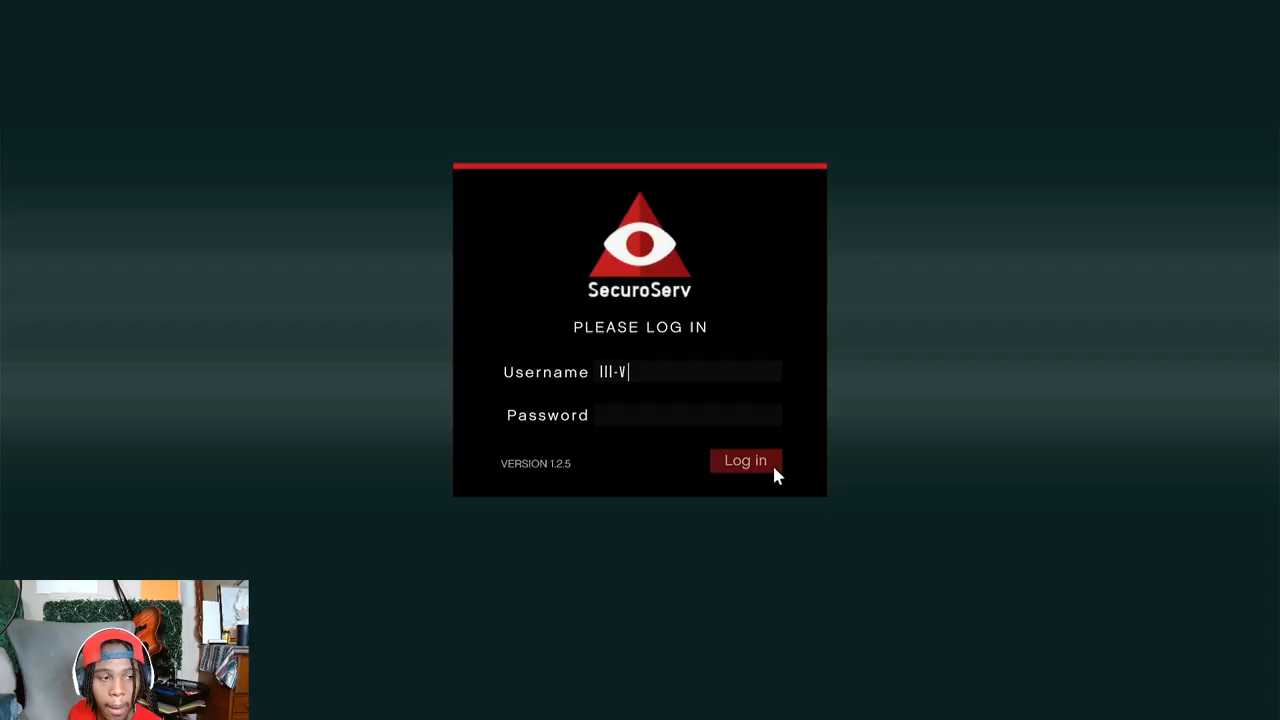 SecuroServ
PLEASE LOG IN
Username III-V
Password
VERSION 1.2.5
Log in